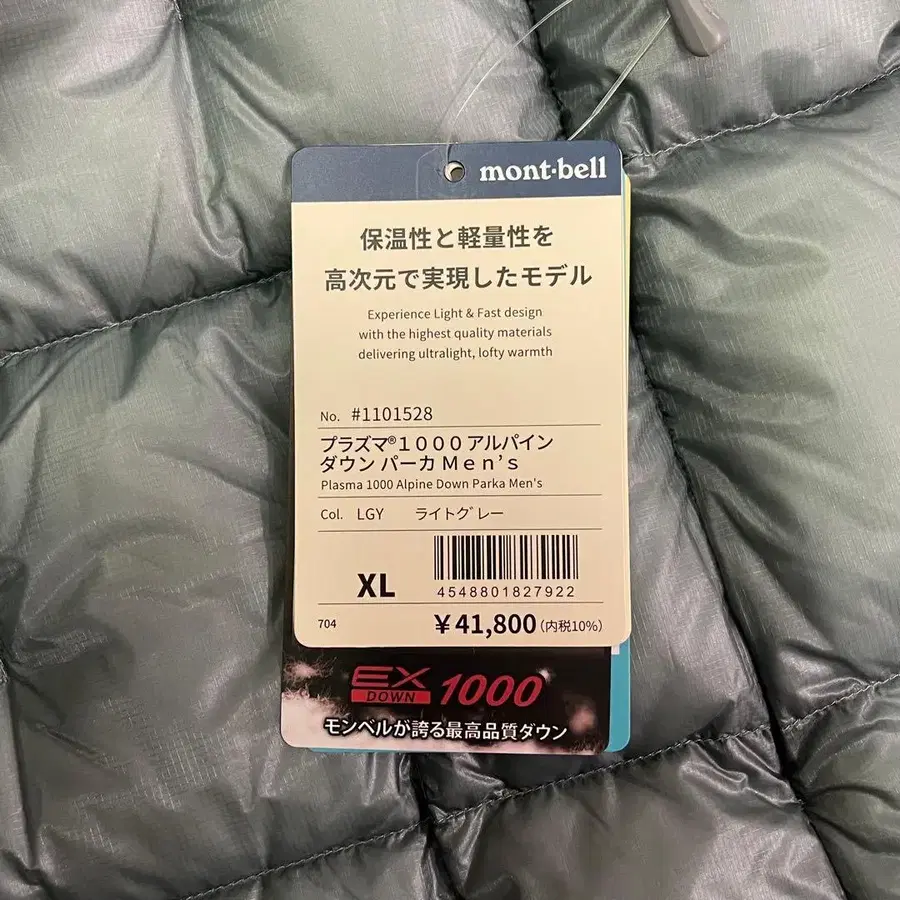 mont·bell
保温性と軽量性を
高次元で実現したモデル
Experience Light & Fast design
with the highest quality materials
delivering ultralight, lofty warmth
No. #1101528
プラズマ®１０００アルパイン
ダウン パーカ Ｍｅｎ’ｓ
Plasma 1000 Alpine Down Parka Men's
Col. LGY ライトグレー
XL
4548801827922
704 ￥41,800(内税10%)
EX DOWN 1000
モンベルが誇る最高品質ダウン